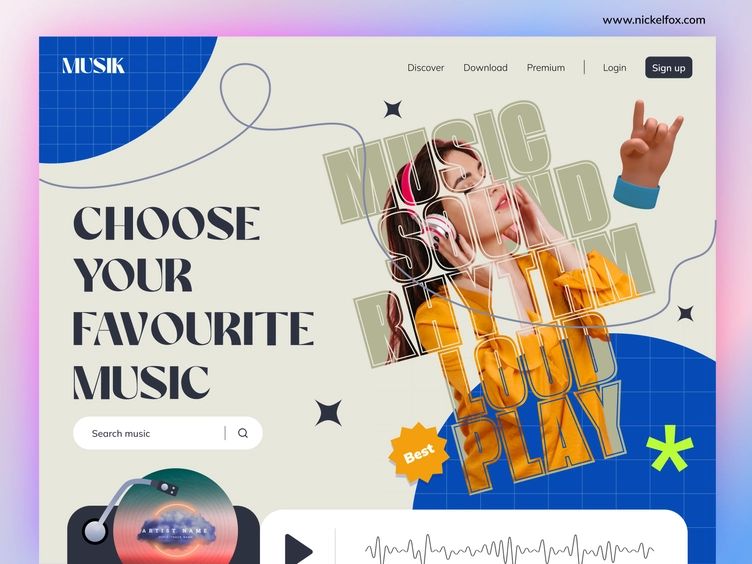 www.nickelfox.com
MUSIK
Discover Download Premium Login Sign up
MUSIC
SOUND
RHYTHM
LOUD
PLAY
CHOOSE
YOUR
FAVOURITE
MUSIC
Search music
Best
ARTIST NAME